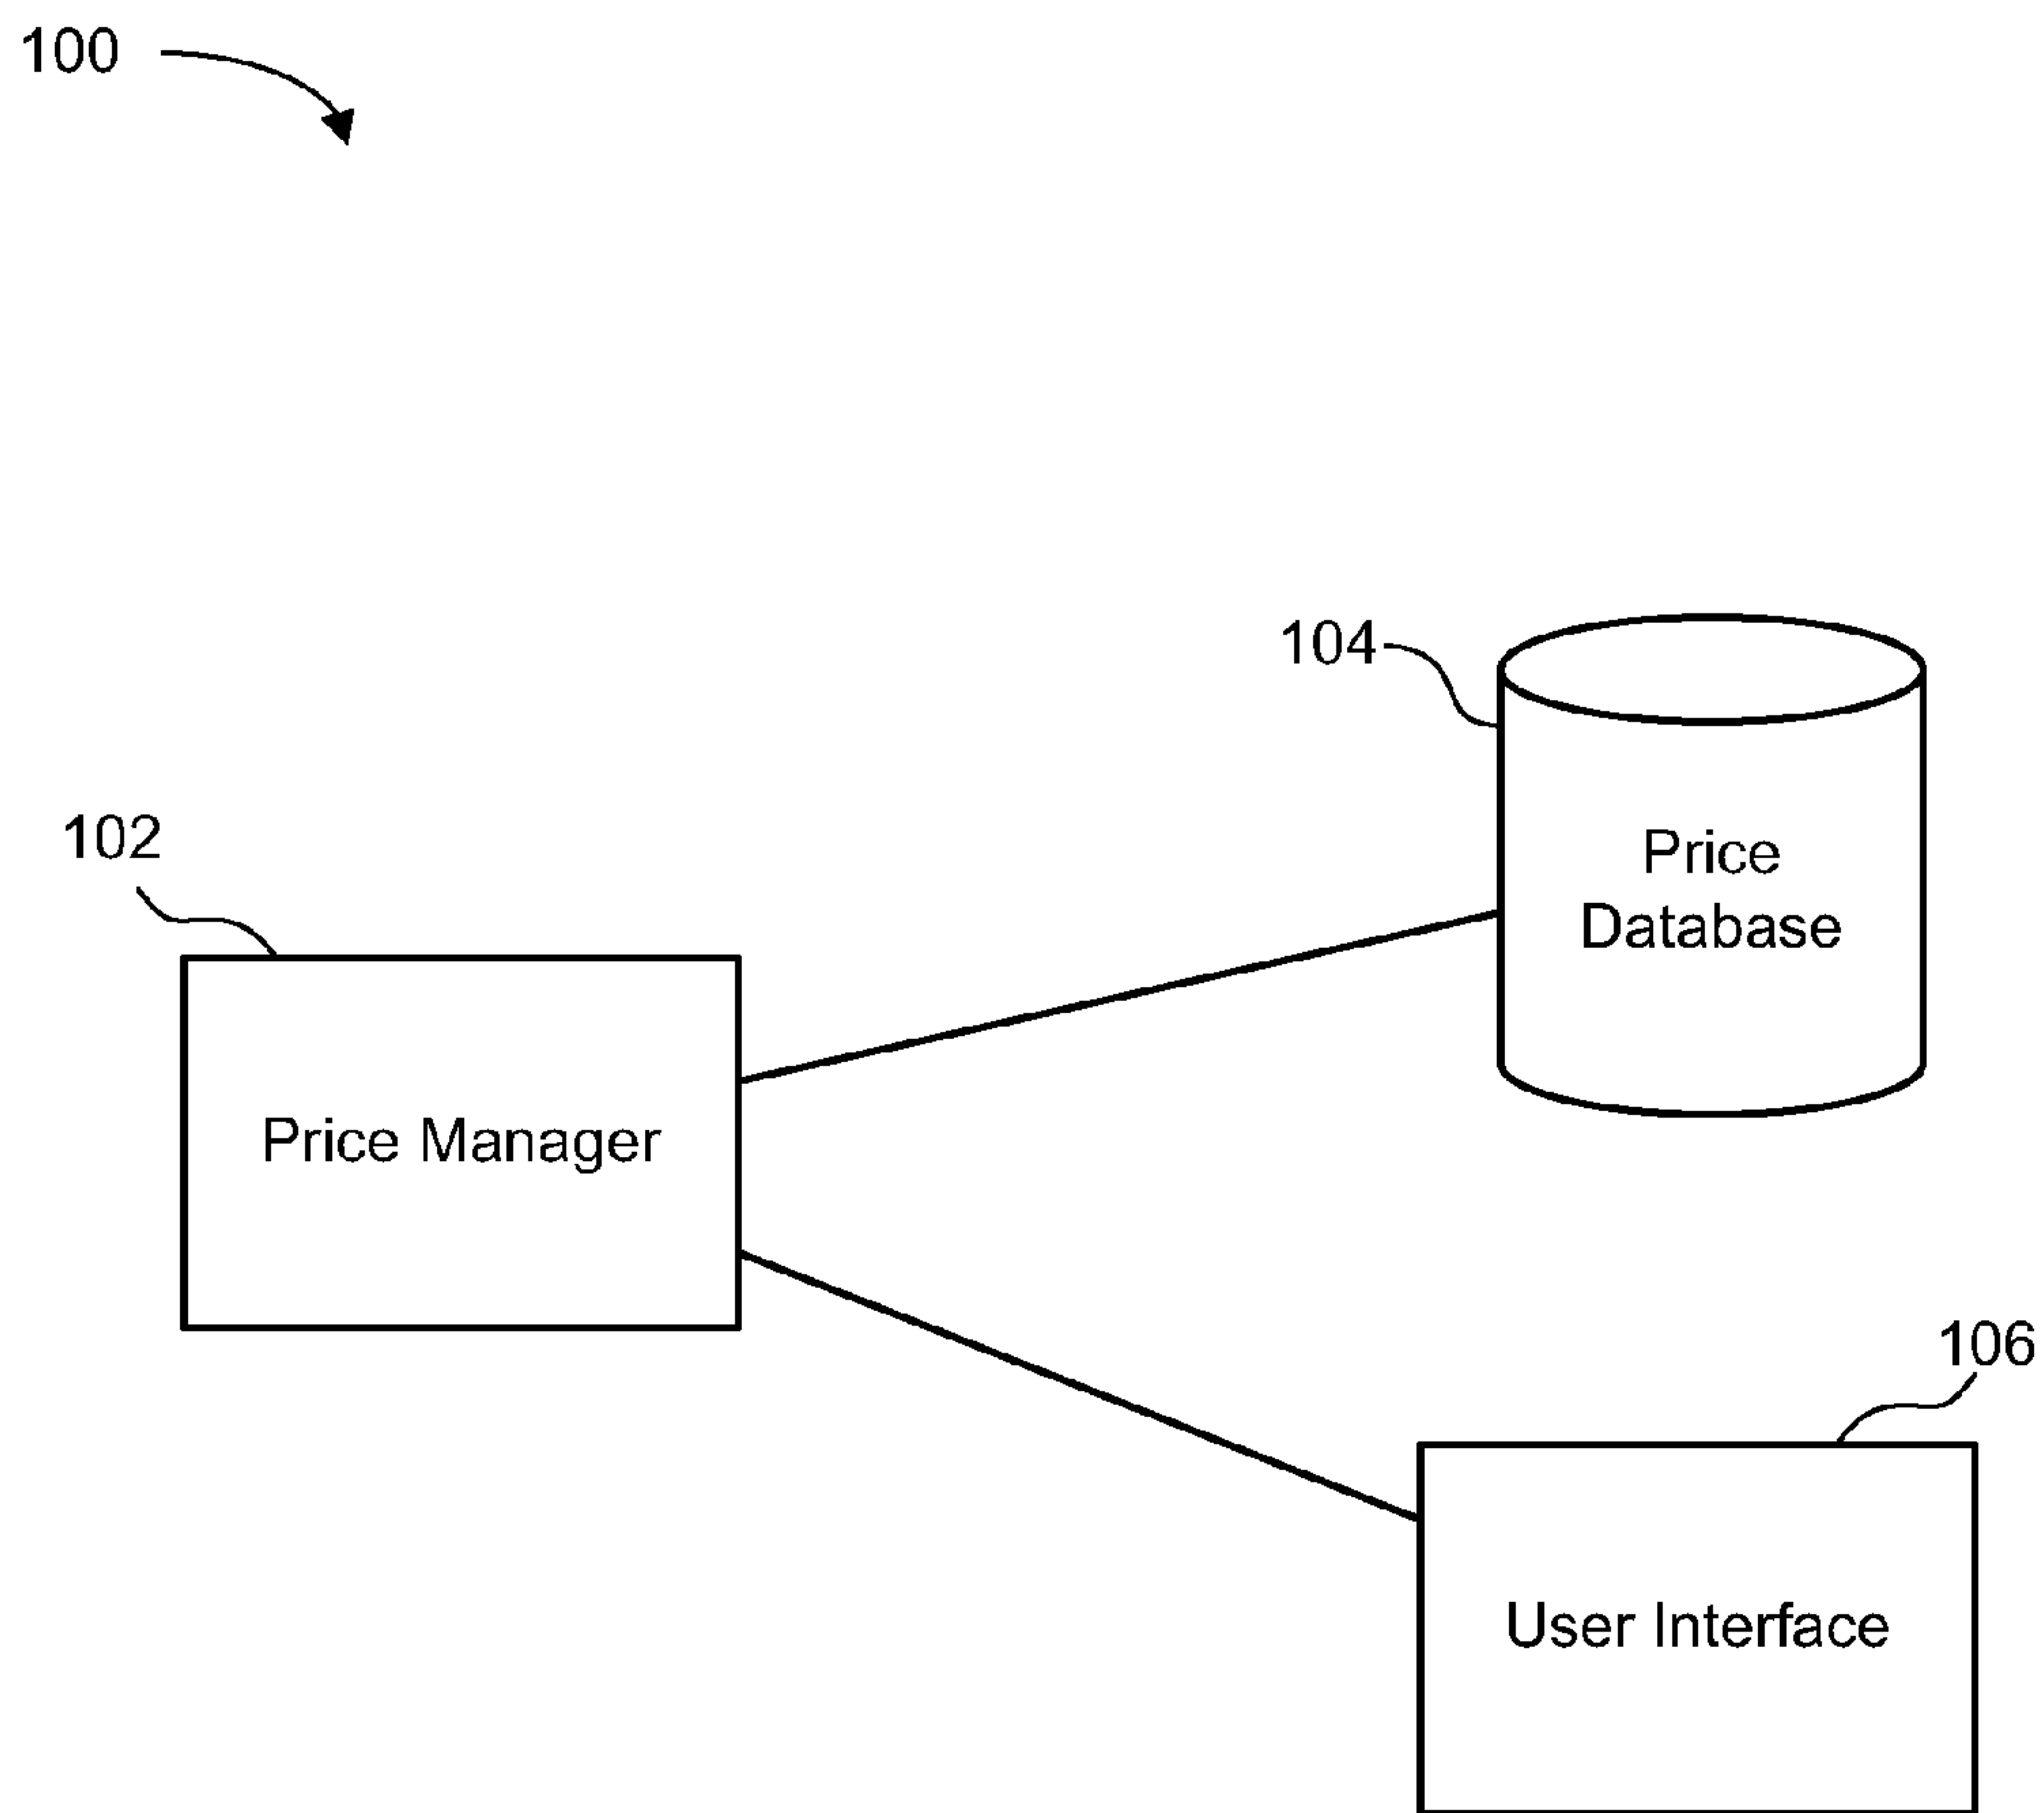 100
104
Price
Database
102
Price Manager
106
User Interface